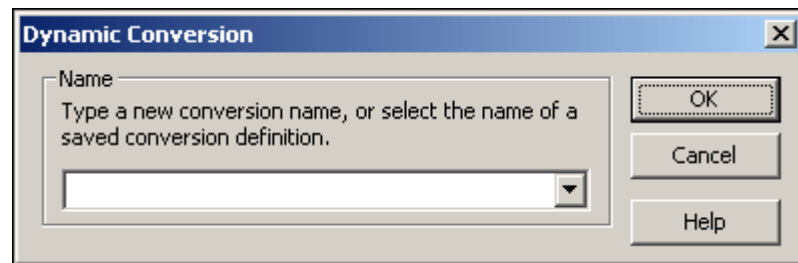 Dynamic Conversion
Name
Type a new conversion name, or select the name of a
saved conversion definition.
OK
Cancel
Help